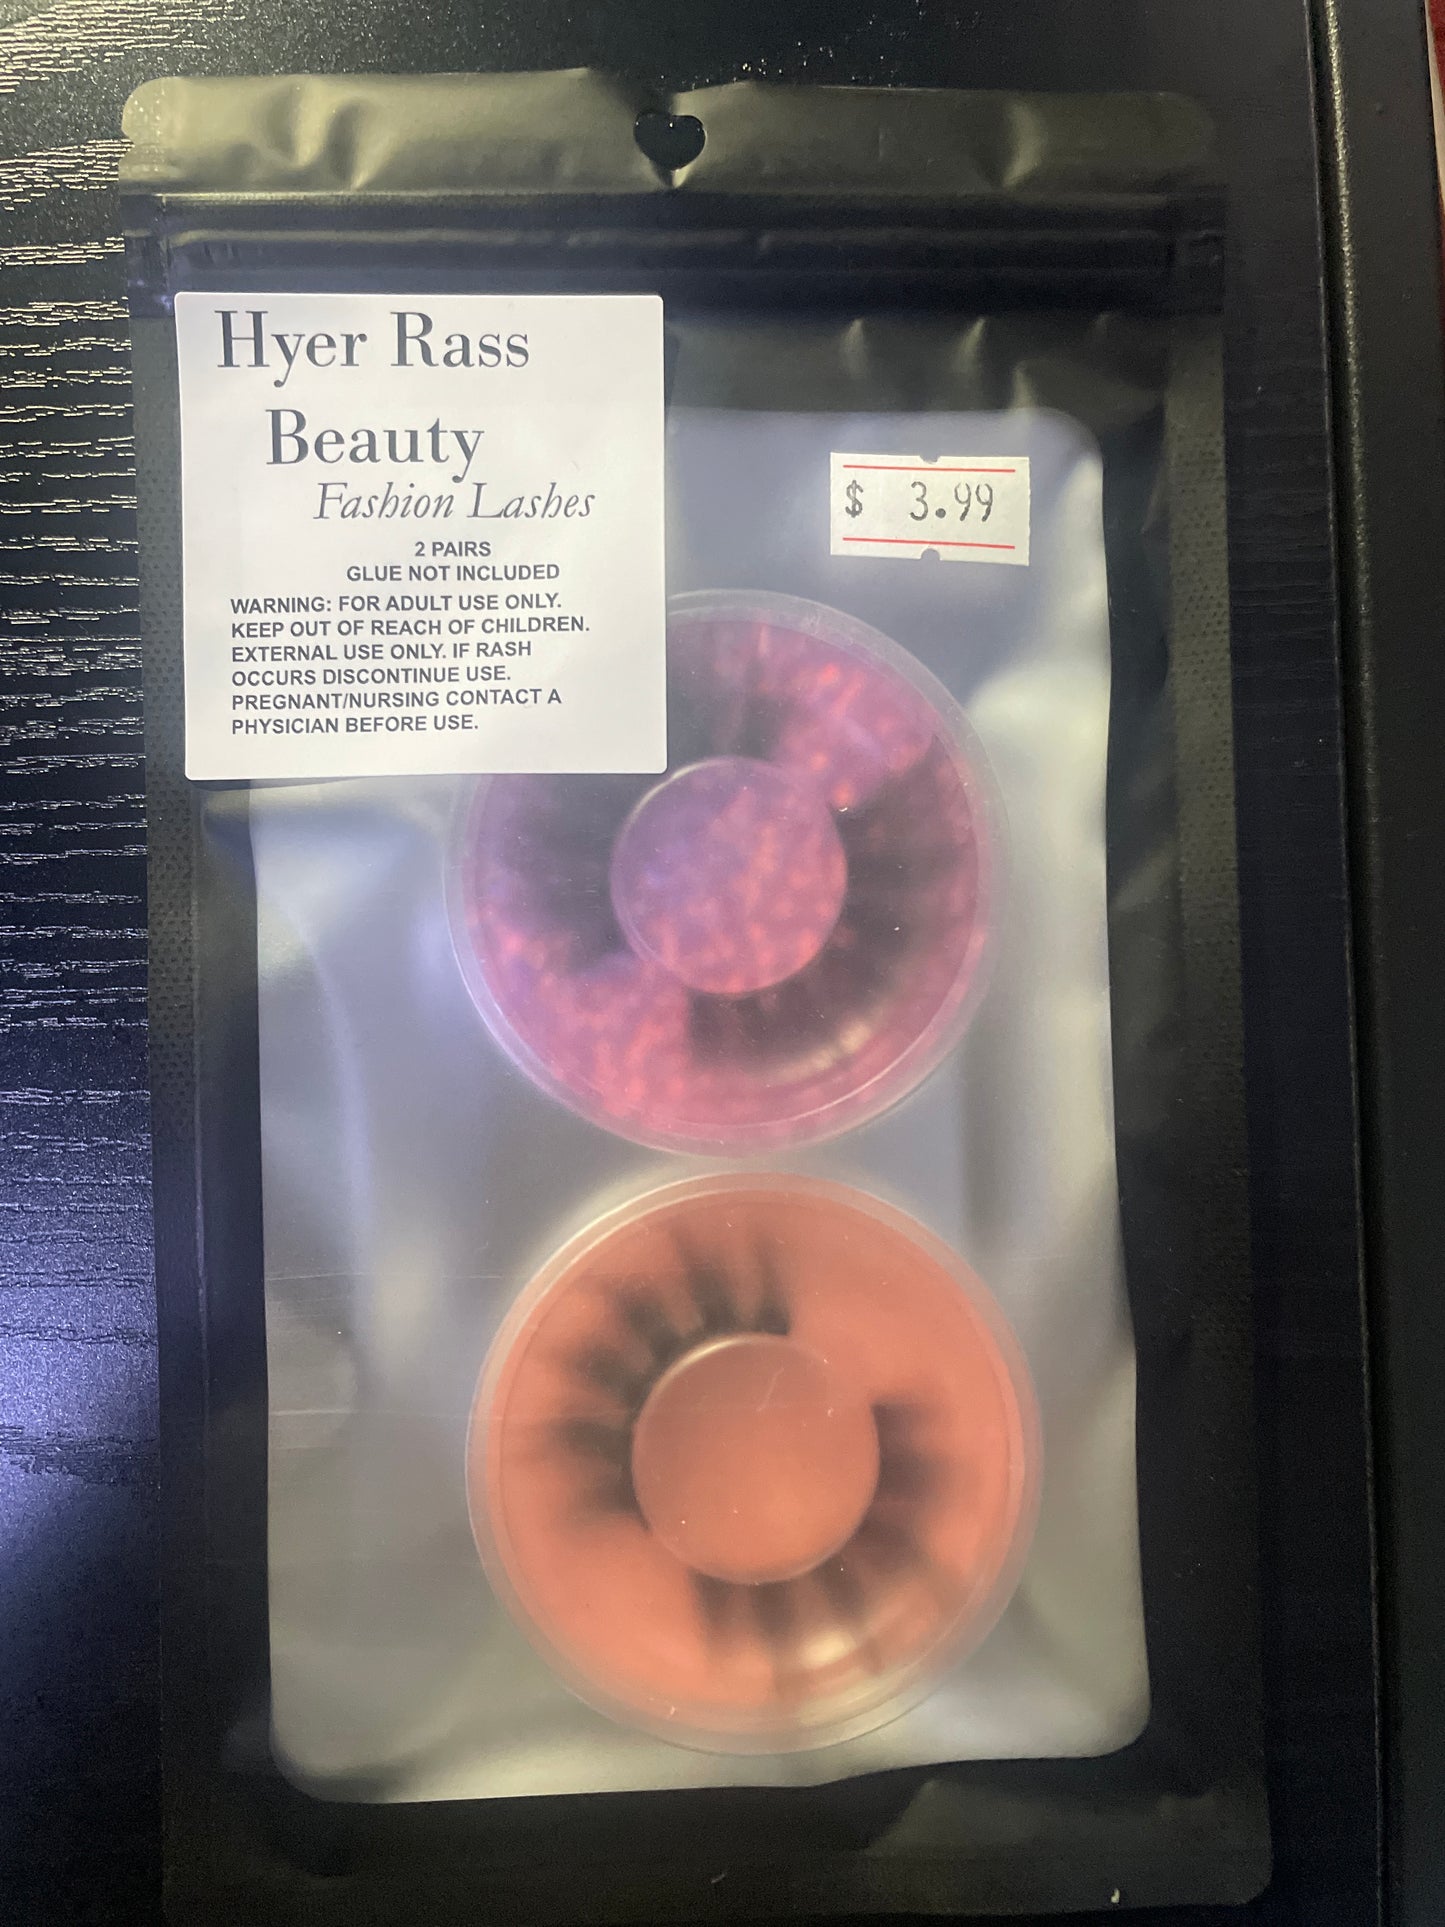 Hyer Rass
Beauty
Fashion Lashes
2 PAIRS
GLUE NOT INCLUDED
WARNING: FOR ADULT USE ONLY.
KEEP OUT OF REACH OF CHILDREN.
EXTERNAL USE ONLY. IF RASH
OCCURS DISCONTINUE USE.
PREGNANT/NURSING CONTACT A
PHYSICIAN BEFORE USE.
$ 3.99